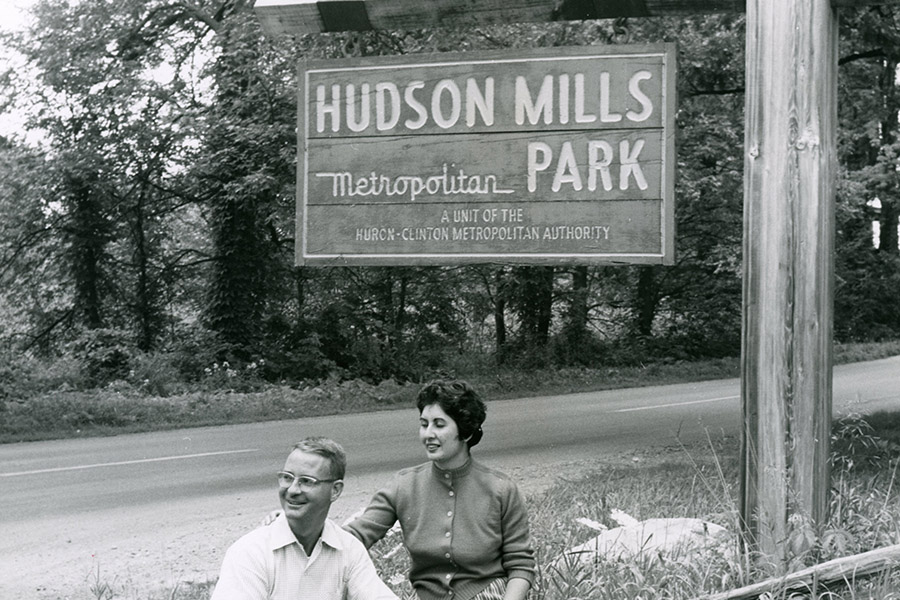 HUDSON MILLS
Metropolitan PARK
A UNIT OF THE
HURON-CLINTON METROPOLITAN AUTHORITY